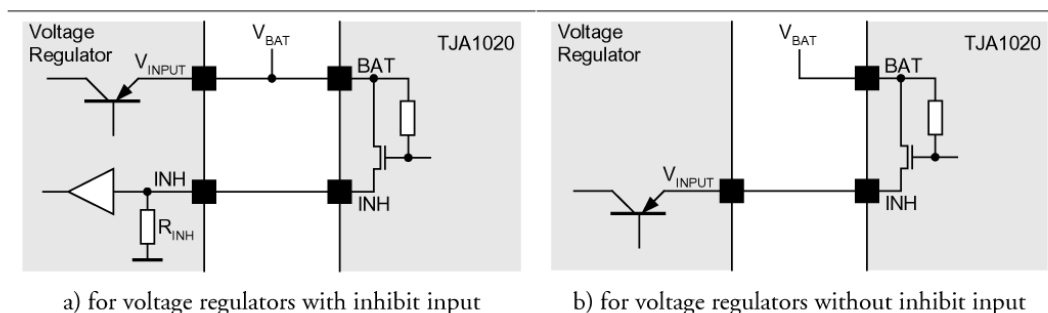 Voltage
Regulator
V_BAT
TJA1020
V_INPUT
BAT
INH
INH
R_INH
a) for voltage regulators with inhibit input
Voltage
Regulator
V_BAT
TJA1020
BAT
V_INPUT
INH
b) for voltage regulators without inhibit input